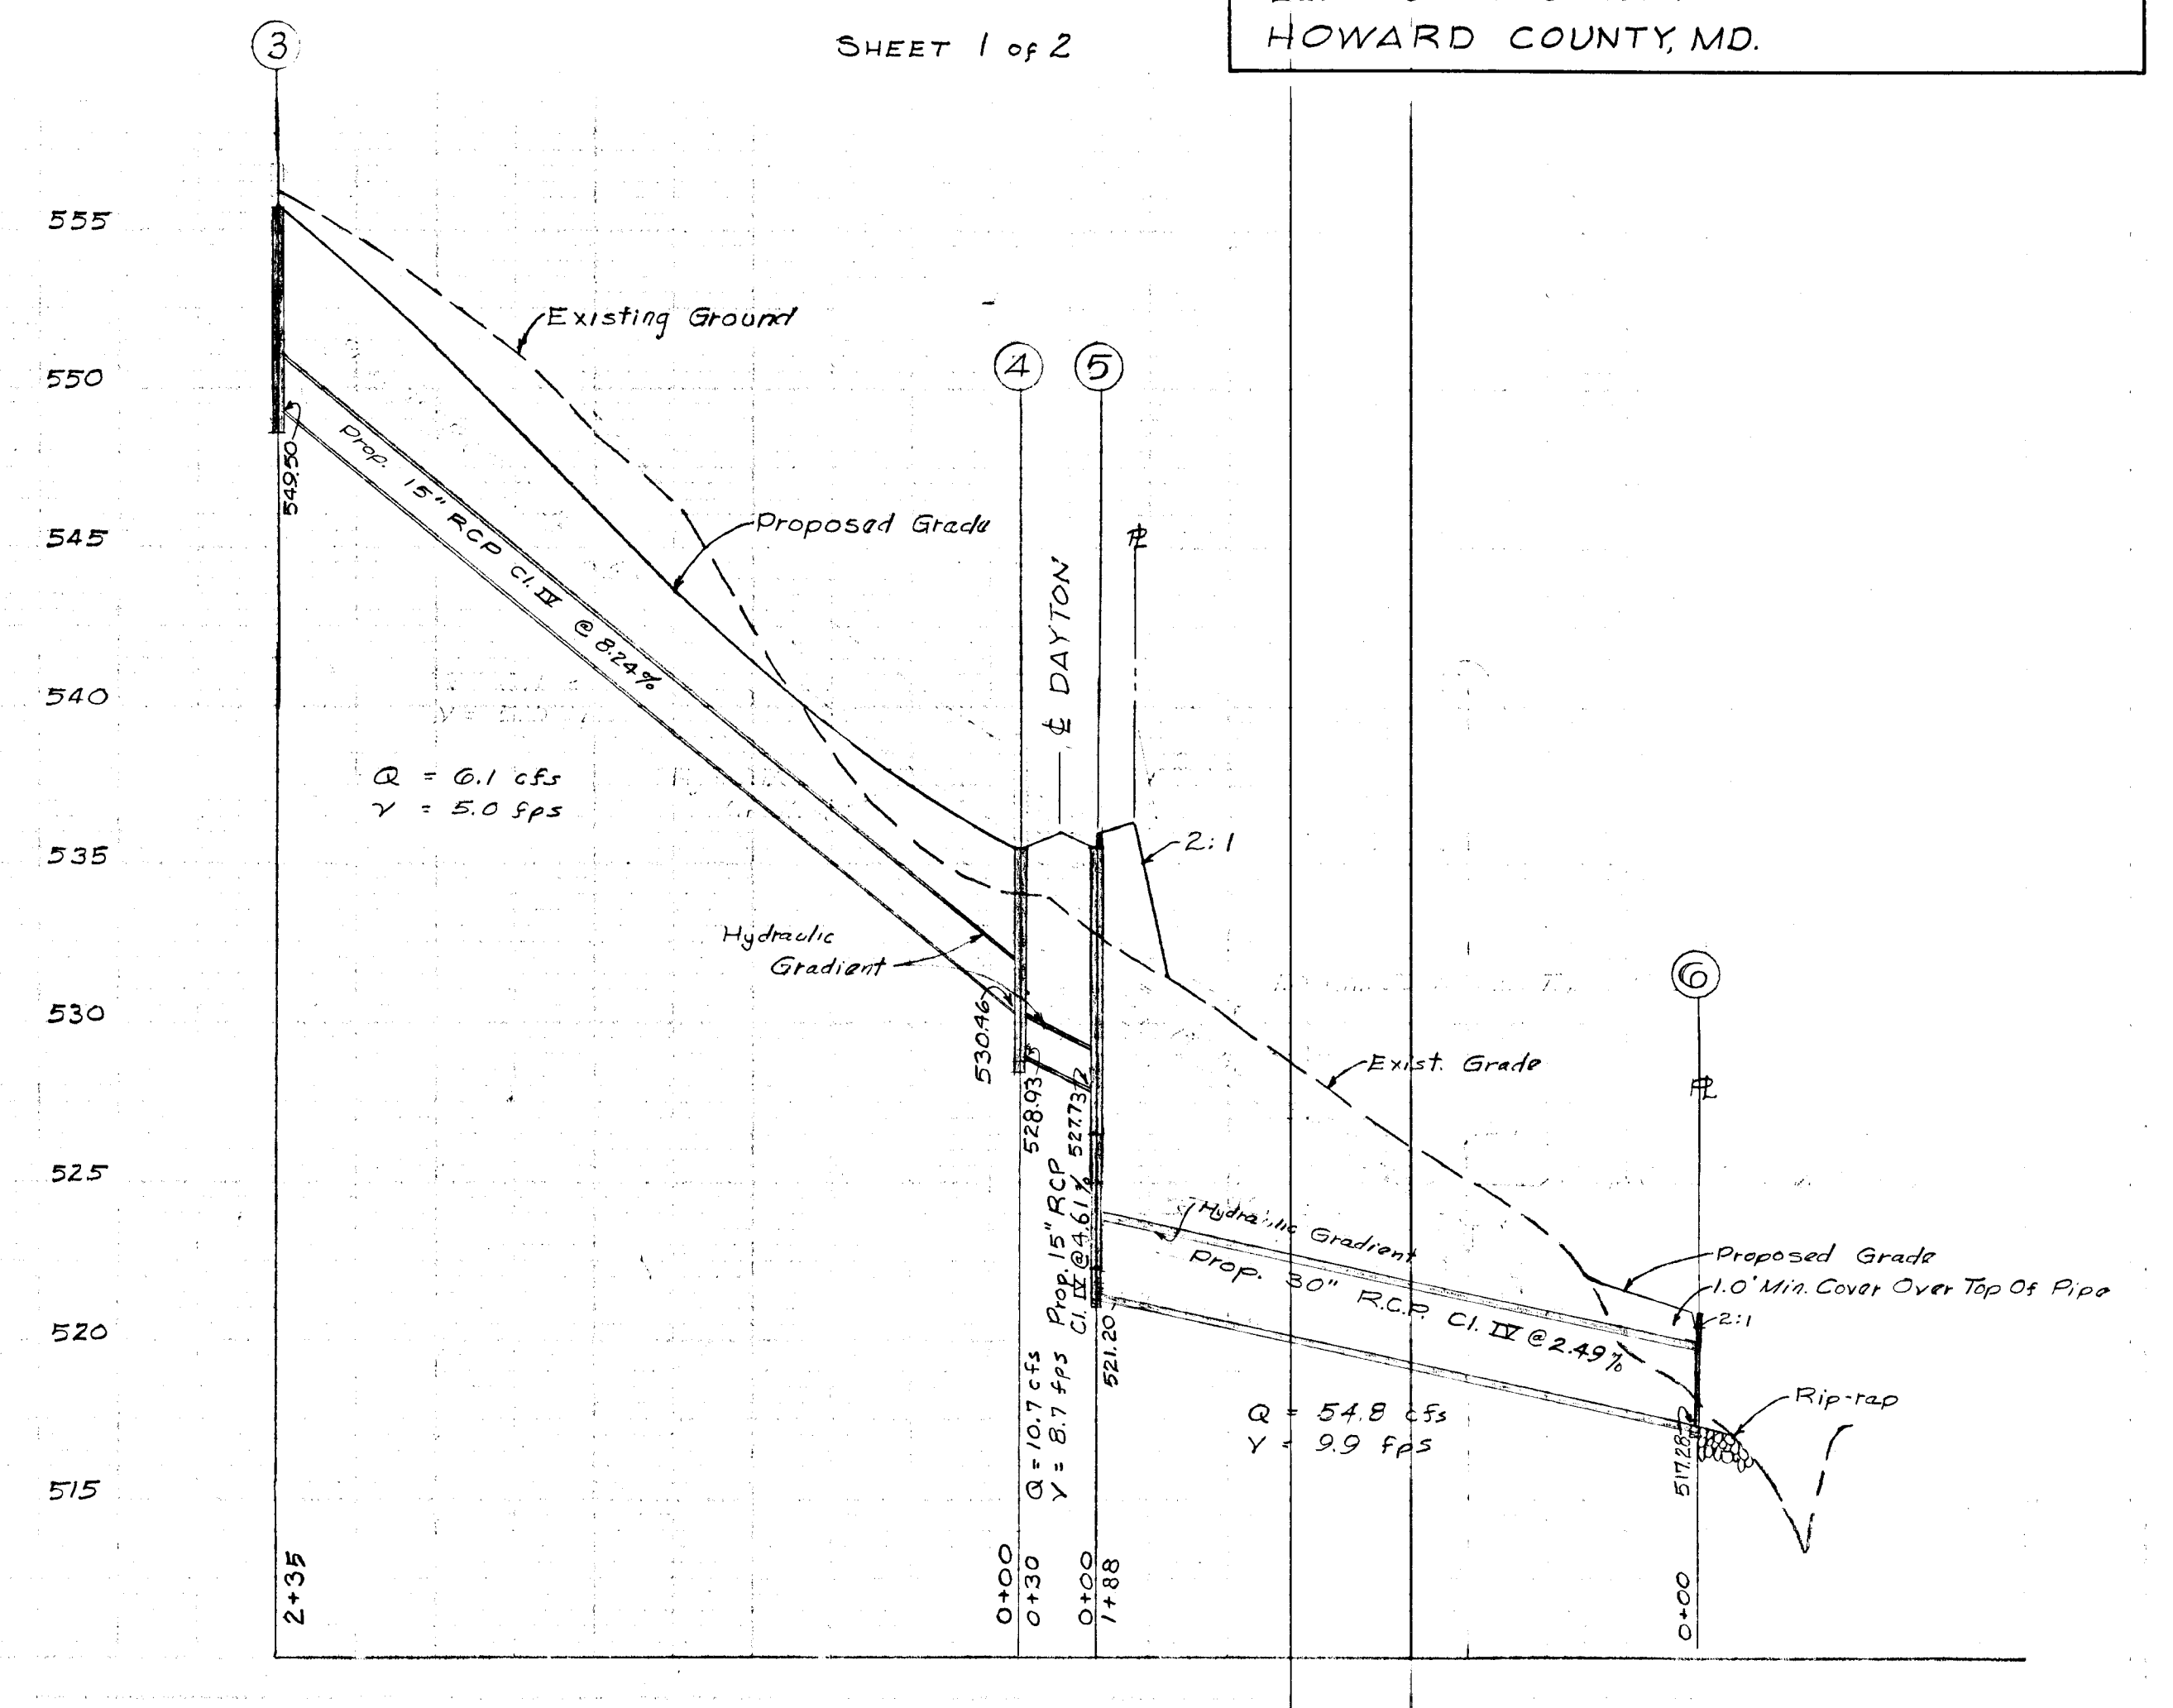 SHEET 1 of 2
HOWARD COUNTY, MD.
3
555
550
545
540
535
530
525
520
515
Existing Ground
4
5
549.50
Prop. 15" RCP Cl. IV @ 8.24%
Proposed Grade
℄ DAYTON
℄
Q = 6.1 cfs
V = 5.0 fps
2:1
Hydraulic
Gradient
530.46
528.93
527.73
Prop. 15" RCP
Cl. IV @ 4.61%
Q = 10.7 cfs
V = 8.7 fps
521.20
6
Exist. Grade
Hydraulic Gradient
Prop. 30" R.C.P. Cl. IV @ 2.49%
Proposed Grade
1.0' Min. Cover Over Top Of Pipe
2:1
Rip-rap
Q = 54.8 cfs
V = 9.9 fps
517.28
2+35
0+00
0+30
0+00
1+88
0+00